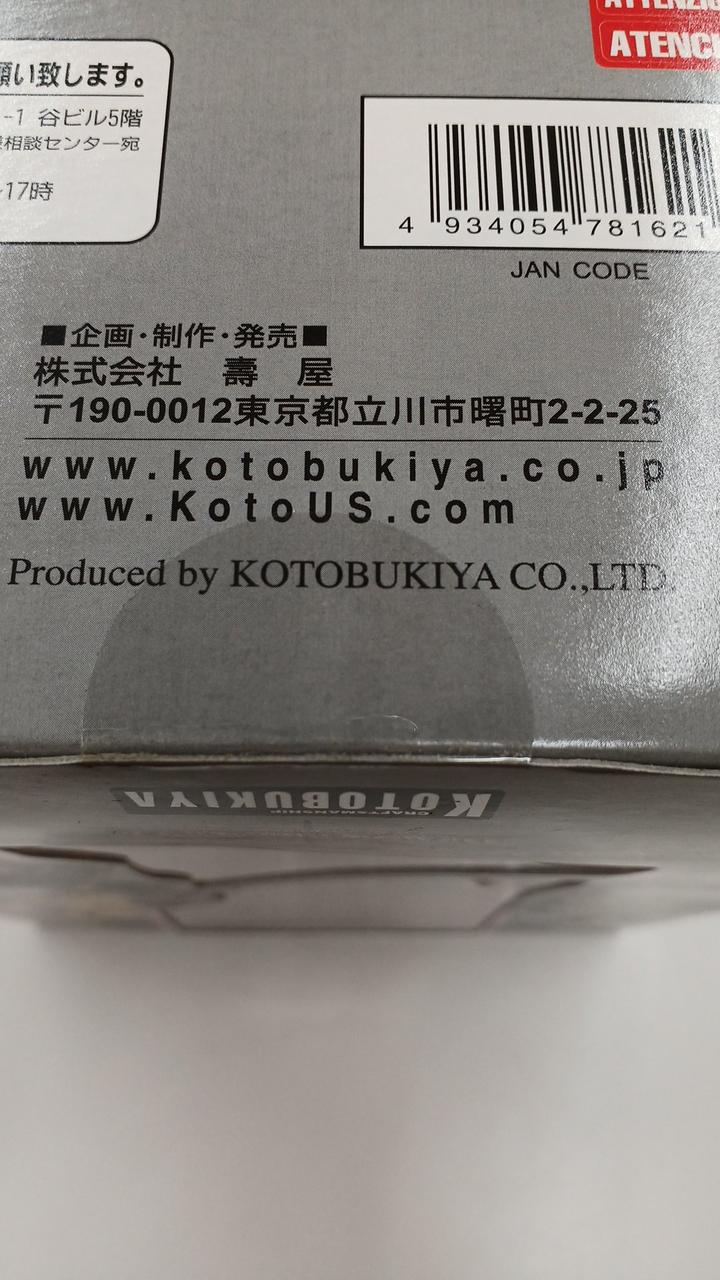 ATENC
願い致します。
-1 谷ビル5階
相談センター宛
17時
4 934054 781621
JAN CODE
■企画・制作・発売■
株式会社 壽 屋
〒190-0012東京都立川市曙町2-2-25
www.kotobukiya.co.jp
www.KotoUS.com
Produced by KOTOBUKIYA CO.,LTD.
KOTOBUKIYA
CRAFTSMANSHIP